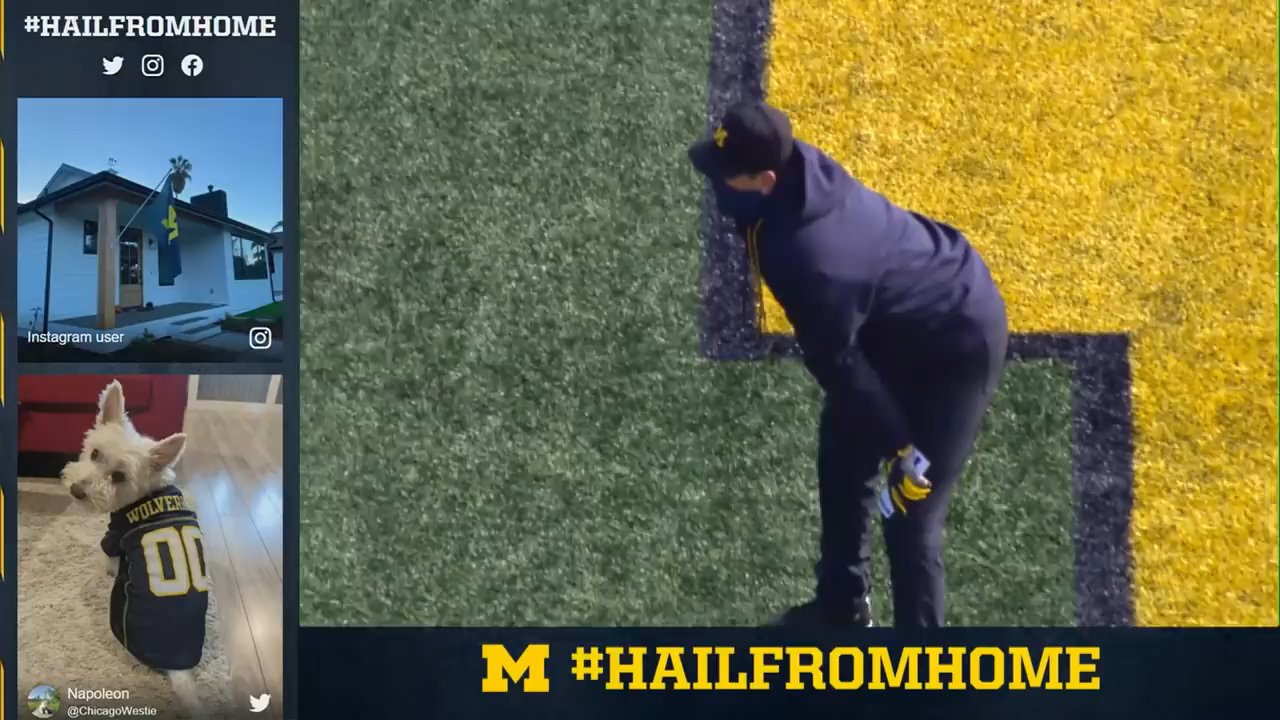 #HAILFROMHOME
Instagram user
WOLVER
00
Napoleon
@ChicagoWestie
M #HAILFROMHOME